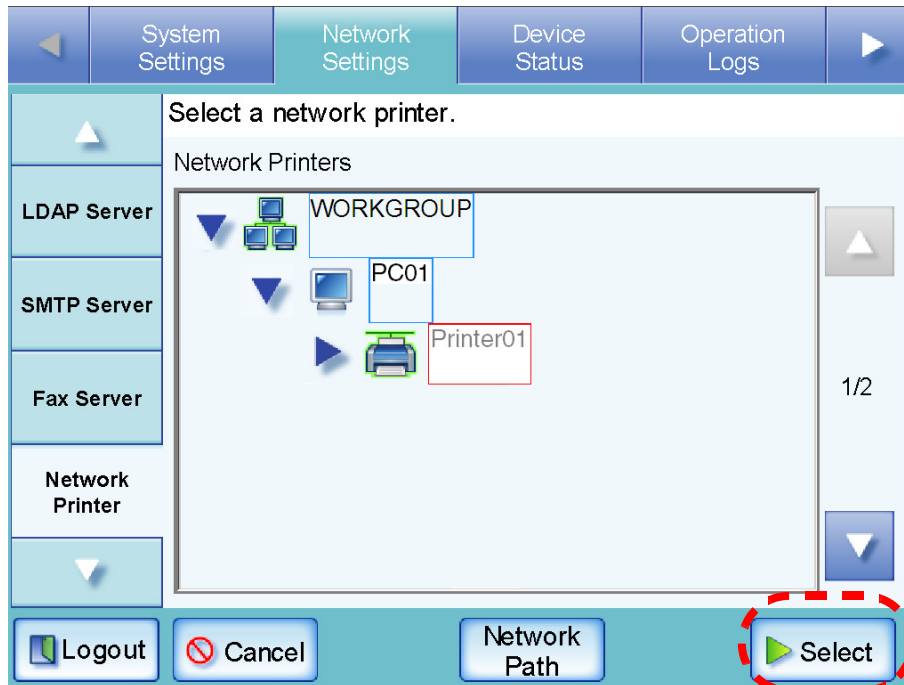 System
Settings
Network
Settings
Device
Status
Operation
Logs
Select a network printer.
Network Printers
LDAP Server
SMTP Server
Fax Server
Network
Printer
WORKGROUP
PC01
Printer01
1/2
Logout
Cancel
Network
Path
Select